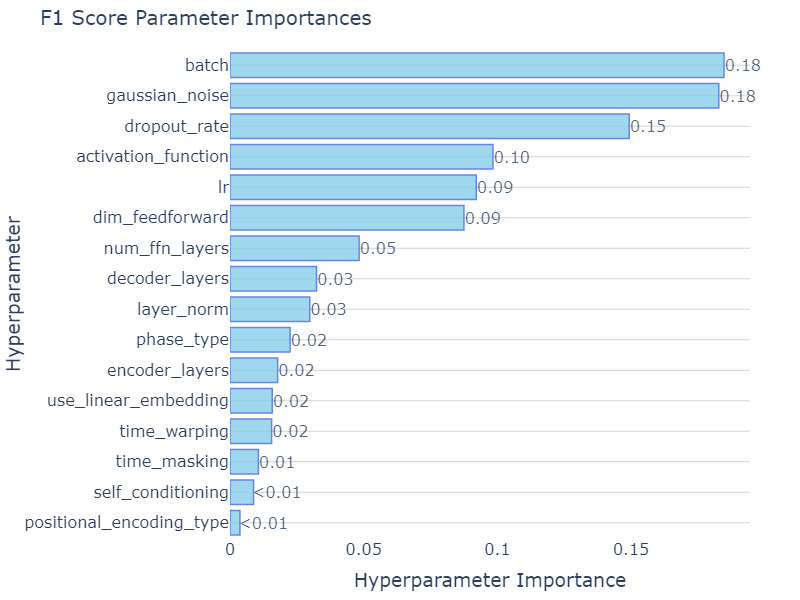 F1 Score Parameter Importances
batch 0.18
gaussian_noise 0.18
dropout_rate 0.15
activation_function 0.10
lr 0.09
dim_feedforward 0.09
num_ffn_layers 0.05
decoder_layers 0.03
layer_norm 0.03
phase_type 0.02
encoder_layers 0.02
use_linear_embedding 0.02
time_warping 0.02
time_masking 0.01
self_conditioning <0.01
positional_encoding_type <0.01
0 0.05 0.1 0.15
Hyperparameter Importance
Hyperparameter